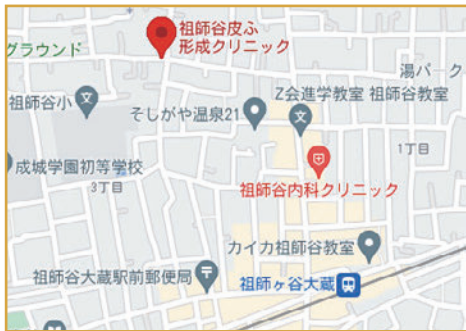 祖師谷皮ふ
形成クリニック
グラウンド
湯パーク
祖師谷小
Z会進学教室 祖師谷教室
そしがや温泉21
1丁目
成城学園初等学校
3丁目
祖師谷内科クリニック
カイカ祖師谷教室
祖師谷大蔵駅前郵便局
祖師ヶ谷大蔵